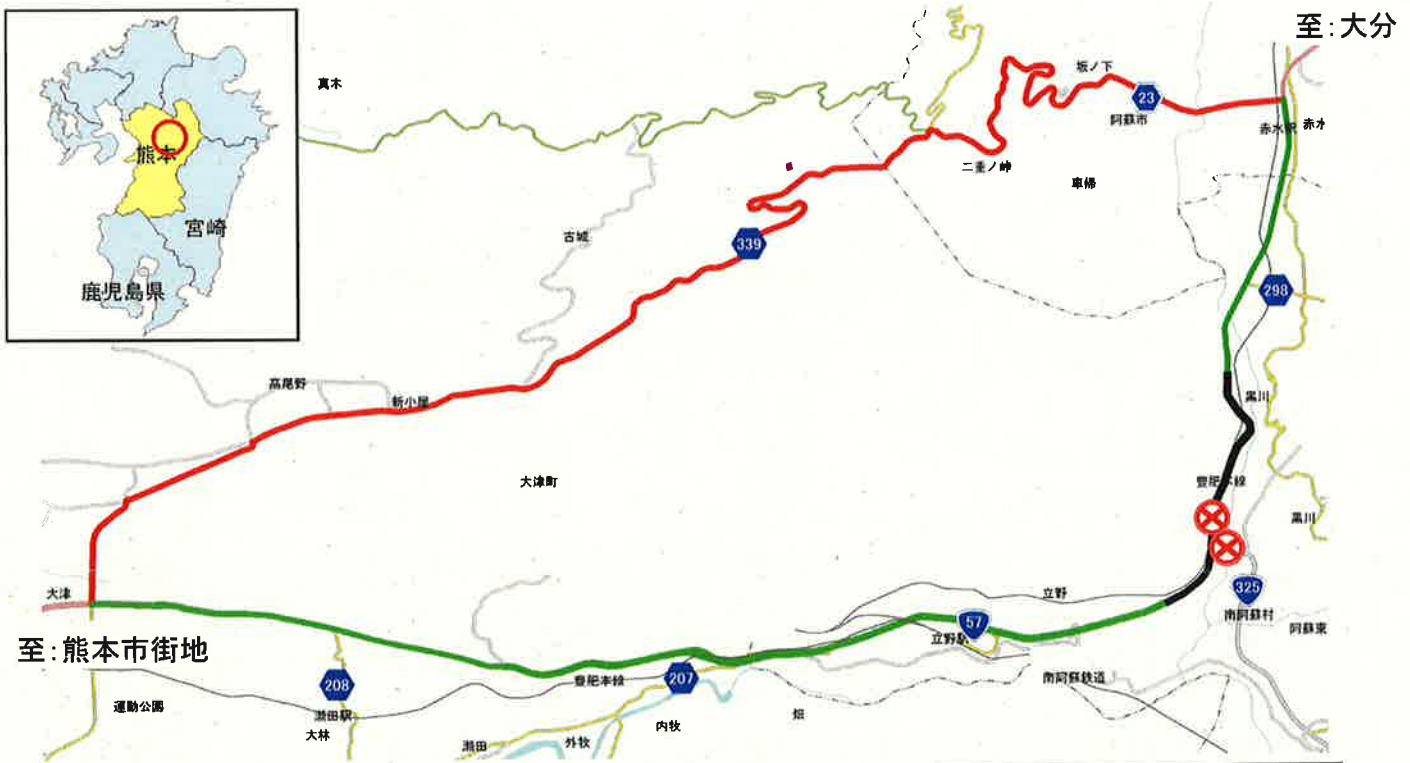 至:大分
真木
坂ノ下
23
阿蘇市
赤水駅
赤水
熊本
二重ノ峠
車帰
宮崎
古城
339
鹿児島県
298
高尾野
新小屋
黒川
大津町
豊肥本線
黒川
大津
立野
325
南阿蘇村
57
阿蘇東
至:熊本市街地
立野駅
豊肥本線
207
208
南阿蘇鉄道
運動公園
瀬田駅
畑
大林
内牧
外牧
瀬田